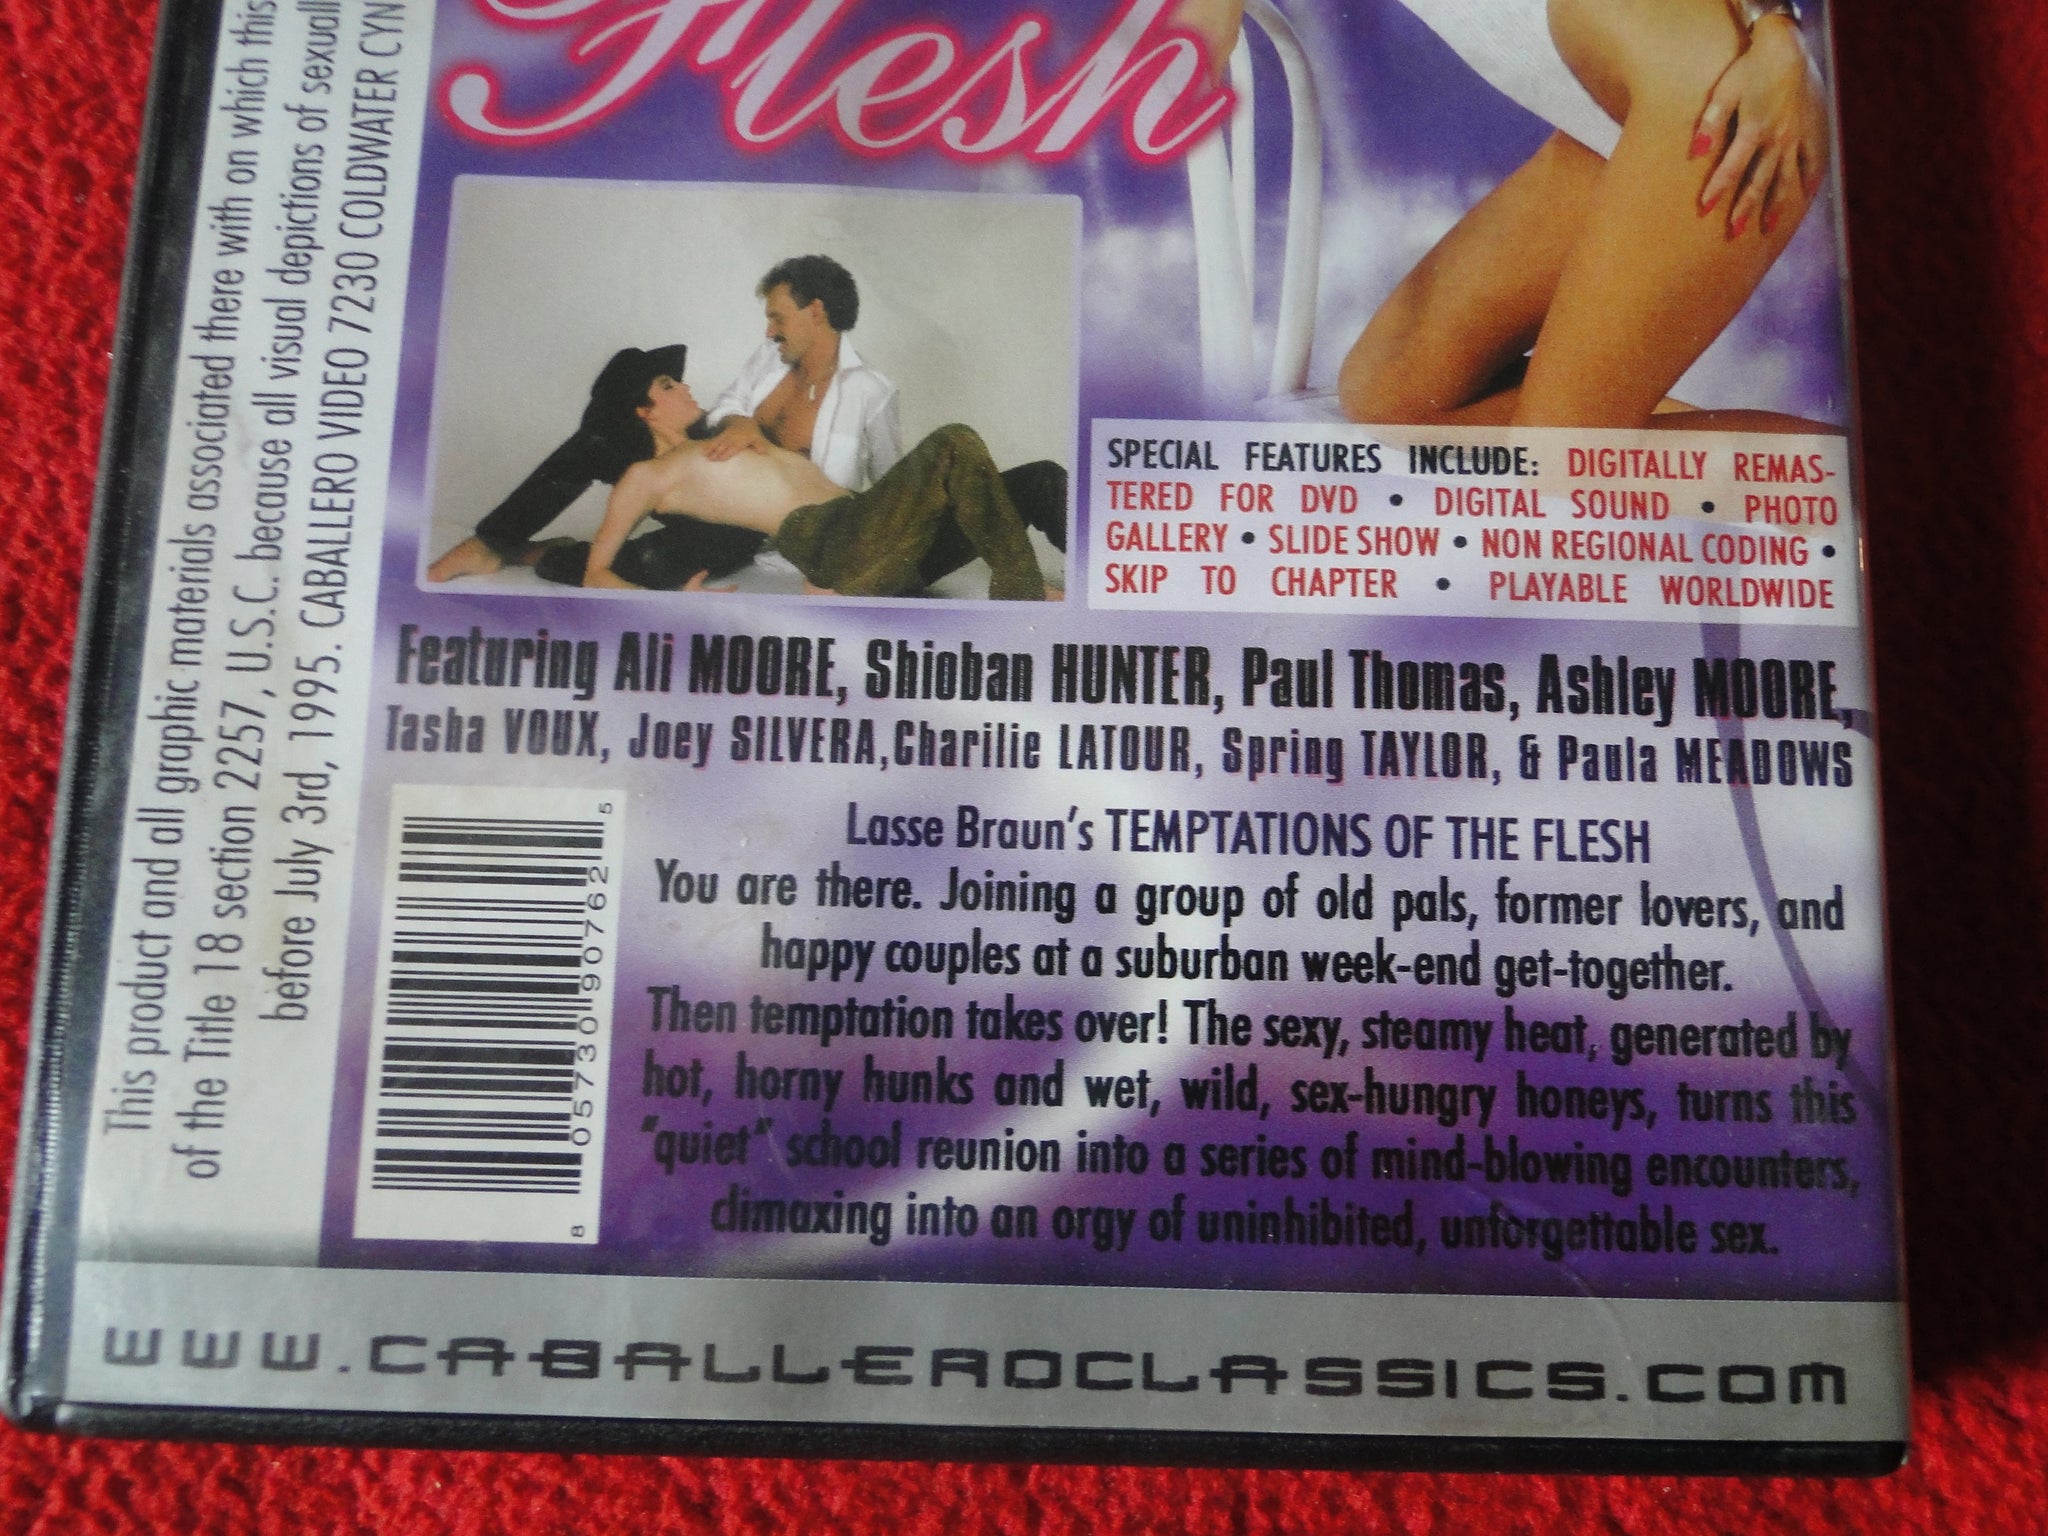 Flesh
SPECIAL FEATURES INCLUDE: DIGITALLY REMAS-
TERED FOR DVD • DIGITAL SOUND • PHOTO
GALLERY • SLIDE SHOW • NON REGIONAL CODING •
SKIP TO CHAPTER • PLAYABLE WORLDWIDE
Featuring Ali MOORE, Shioban HUNTER, Paul Thomas, Ashley MOORE,
Tasha VOUX, Joey SILVERA, Charilie LATOUR, Spring TAYLOR, & Paula MEADOWS
Lasse Braun's TEMPTATIONS OF THE FLESH
You are there. Joining a group of old pals, former lovers, and
happy couples at a suburban week-end get-together.
Then temptation takes over! The sexy, steamy heat, generated by
hot, horny hunks and wet, wild, sex-hungry honeys, turns this
"quiet" school reunion into a series of mind-blowing encounters,
climaxing into an orgy of uninhibited, unforgettable sex.
8 05730 90762 5
This product and all graphic materials associated there with on which this
of the Title 18 section 2257, U.S.C. because all visual depictions of sexuall
before July 3rd, 1995. CABALLERO VIDEO 7230 COLDWATER CYN
WWW.CABALLEROCLASSICS.COM